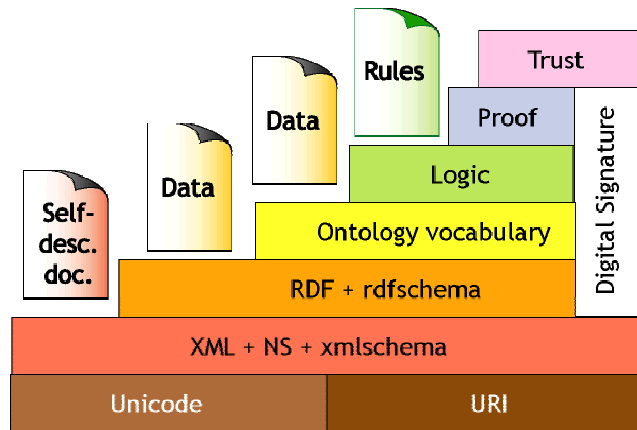 Trust
Rules
Proof
Data
Logic
Digital Signature
Data
Self-
desc.
doc.
Ontology vocabulary
RDF + rdfschema
XML + NS + xmlschema
Unicode
URI